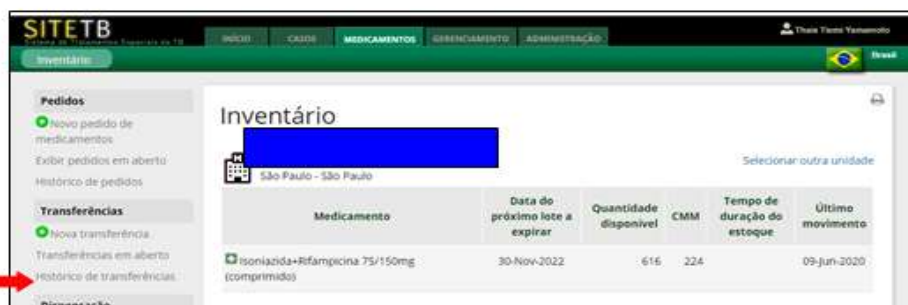 SITETB
Sistema de Tratamentos Especiais da TB
INÍCIO CASOS MEDICAMENTOS GERENCIAMENTO ADMINISTRAÇÃO
Thais Tiemi Yamamoto
Inventário
Brasil
Pedidos
Novo pedido de
medicamentos
Exibir pedidos em aberto
Histórico de pedidos
Transferências
Nova transferência
Transferências em aberto
Histórico de transferências
Dispensação
Inventário
São Paulo - São Paulo
Selecionar outra unidade
Medicamento
Data do
próximo lote a
expirar
Quantidade
disponível
CMM
Tempo de
duração do
estoque
Último
movimento
Isoniazida+Rifampicina 75/150mg
(comprimido)
30-Nov-2022
616
224
09-Jun-2020